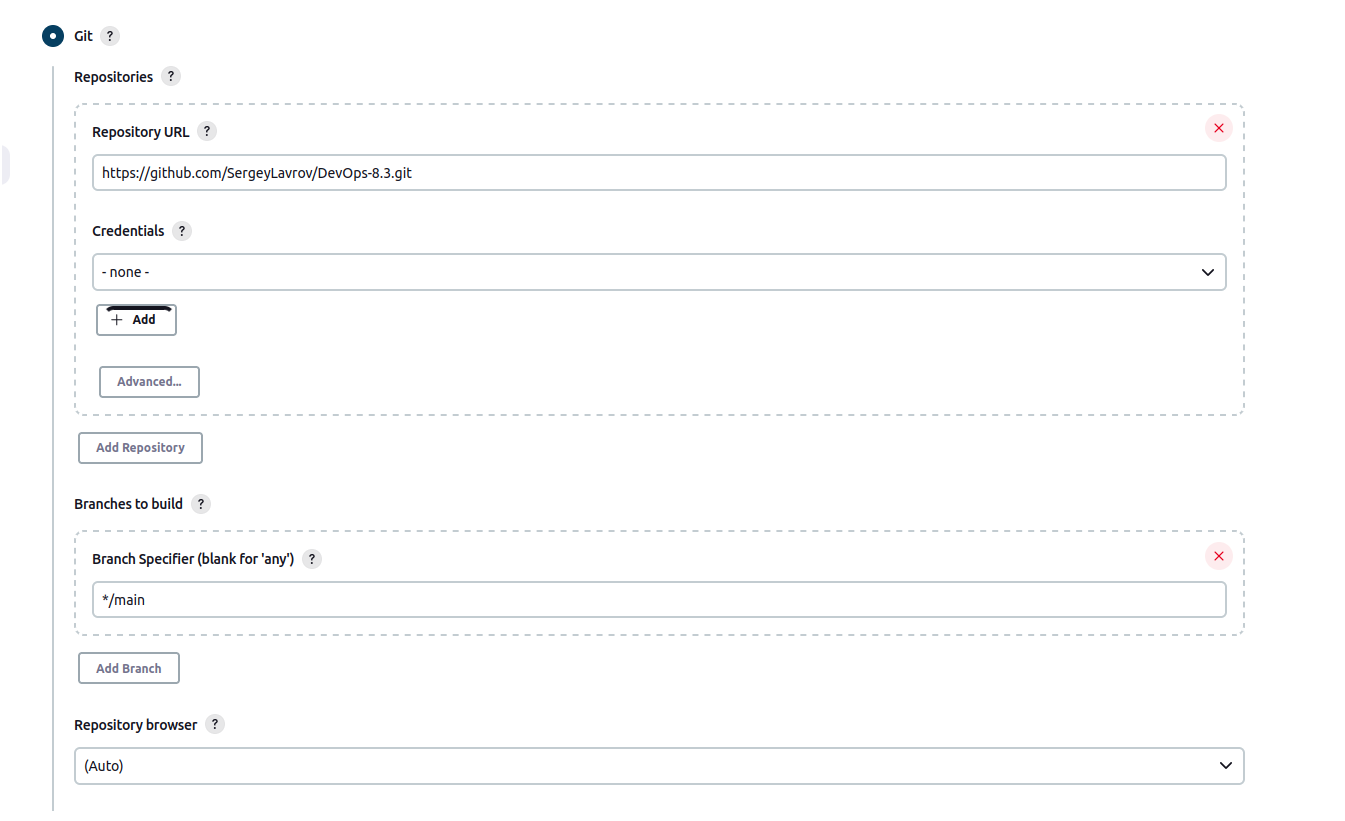 Git ?
Repositories ?
Repository URL ?
https://github.com/SergeyLavrov/DevOps-8.3.git
Credentials ?
- none -
+ Add
Advanced...
Add Repository
Branches to build ?
Branch Specifier (blank for 'any') ?
*/main
Add Branch
Repository browser ?
(Auto)